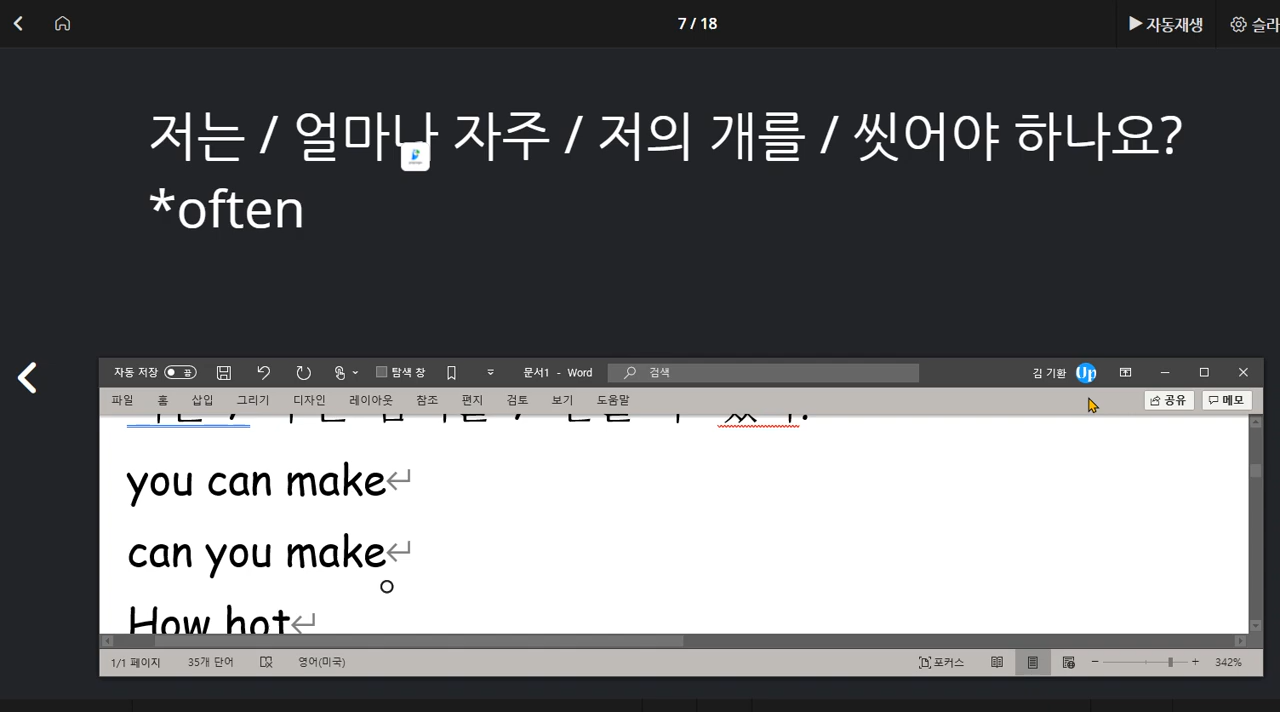 7 / 18
자동재생
슬라
저는 / 얼마나 자주 / 저의 개를 / 씻어야 하나요?
*often
자동 저장 끔 탐색 창 문서1 - Word 검색 김 기환 Up
파일 홈 삽입 그리기 디자인 레이아웃 참조 편지 검토 보기 도움말 공유 메모
you can make
can you make
How hot
1/1 페이지 35개 단어 영어(미국) 포커스 342%